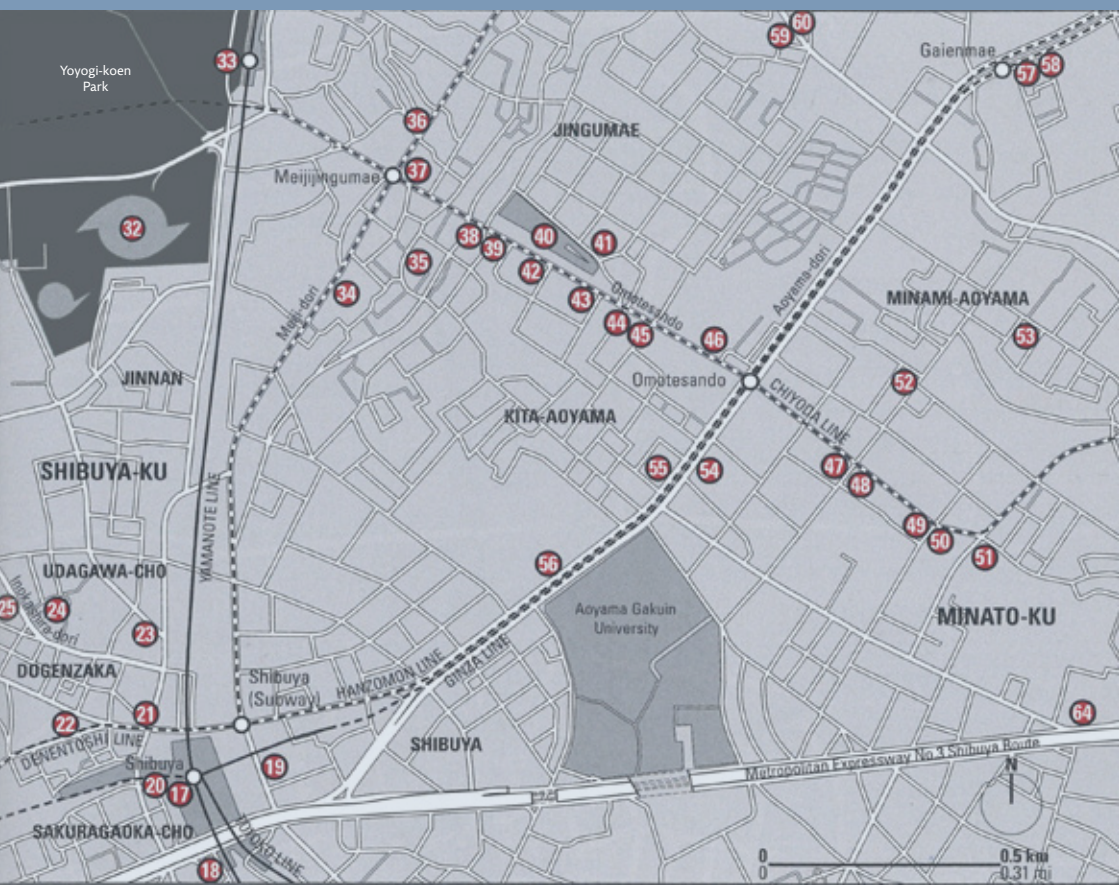 60
59
Gaienmae
58
57
33
Yoyogi-koen
Park
36
JINGUMAE
Meijijingumae
37
32
38
39
40
41
35
42
34
43
Omotesando
44
45
46
Meiji-dori
Aoyama-dori
MINAMI-AOYAMA
53
JINNAN
Omotesando
52
CHIYODA LINE
KITA-AOYAMA
SHIBUYA-KU
55
54
47
48
YAMANOTE LINE
49
50
51
56
UDAGAWA-CHO
25
24
Inokashira-dori
23
Aoyama Gakuin
University
MINATO-KU
DOGENZAKA
Shibuya
(Subway)
HANZOMON LINE
GINZA LINE
22
21
DENENTOSHI LINE
64
SHIBUYA
Shibuya
19
20
17
Metropolitan Expressway No.3 Shibuya Route
N
SAKURAGAOKA-CHO
TOYOKO LINE
18
0
0.5 km
0
0.31 mi